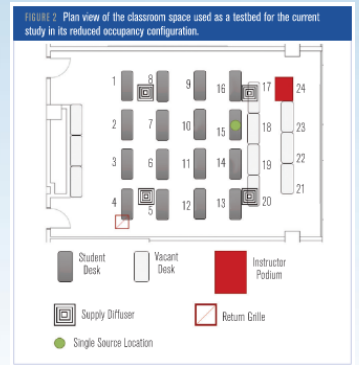 FIGURE 2 Plan view of the classroom space used as a testbed for the current
study in its reduced occupancy configuration.
1 8 9 16 17 24
2 7 10 15 18 23
3 6 11 14 19 22
4 5 12 13 20 21
Student Desk
Vacant Desk
Instructor Podium
Supply Diffuser
Return Grille
Single Source Location